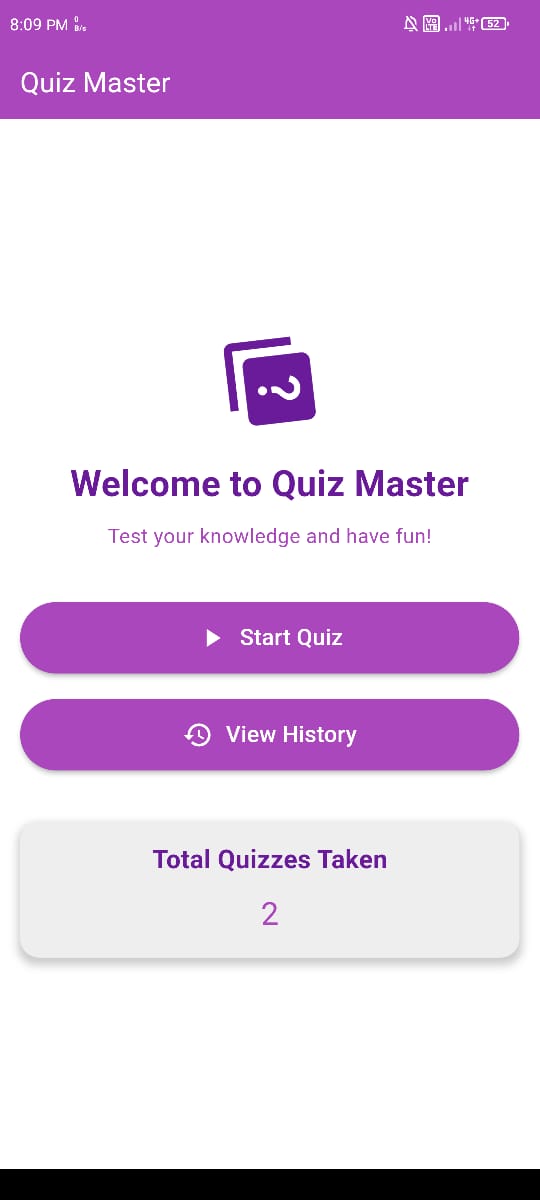 8:09 PM 0 B/s Vo LTE 4G+ 52
Quiz Master
?
Welcome to Quiz Master
Test your knowledge and have fun!
Start Quiz
View History
Total Quizzes Taken
2